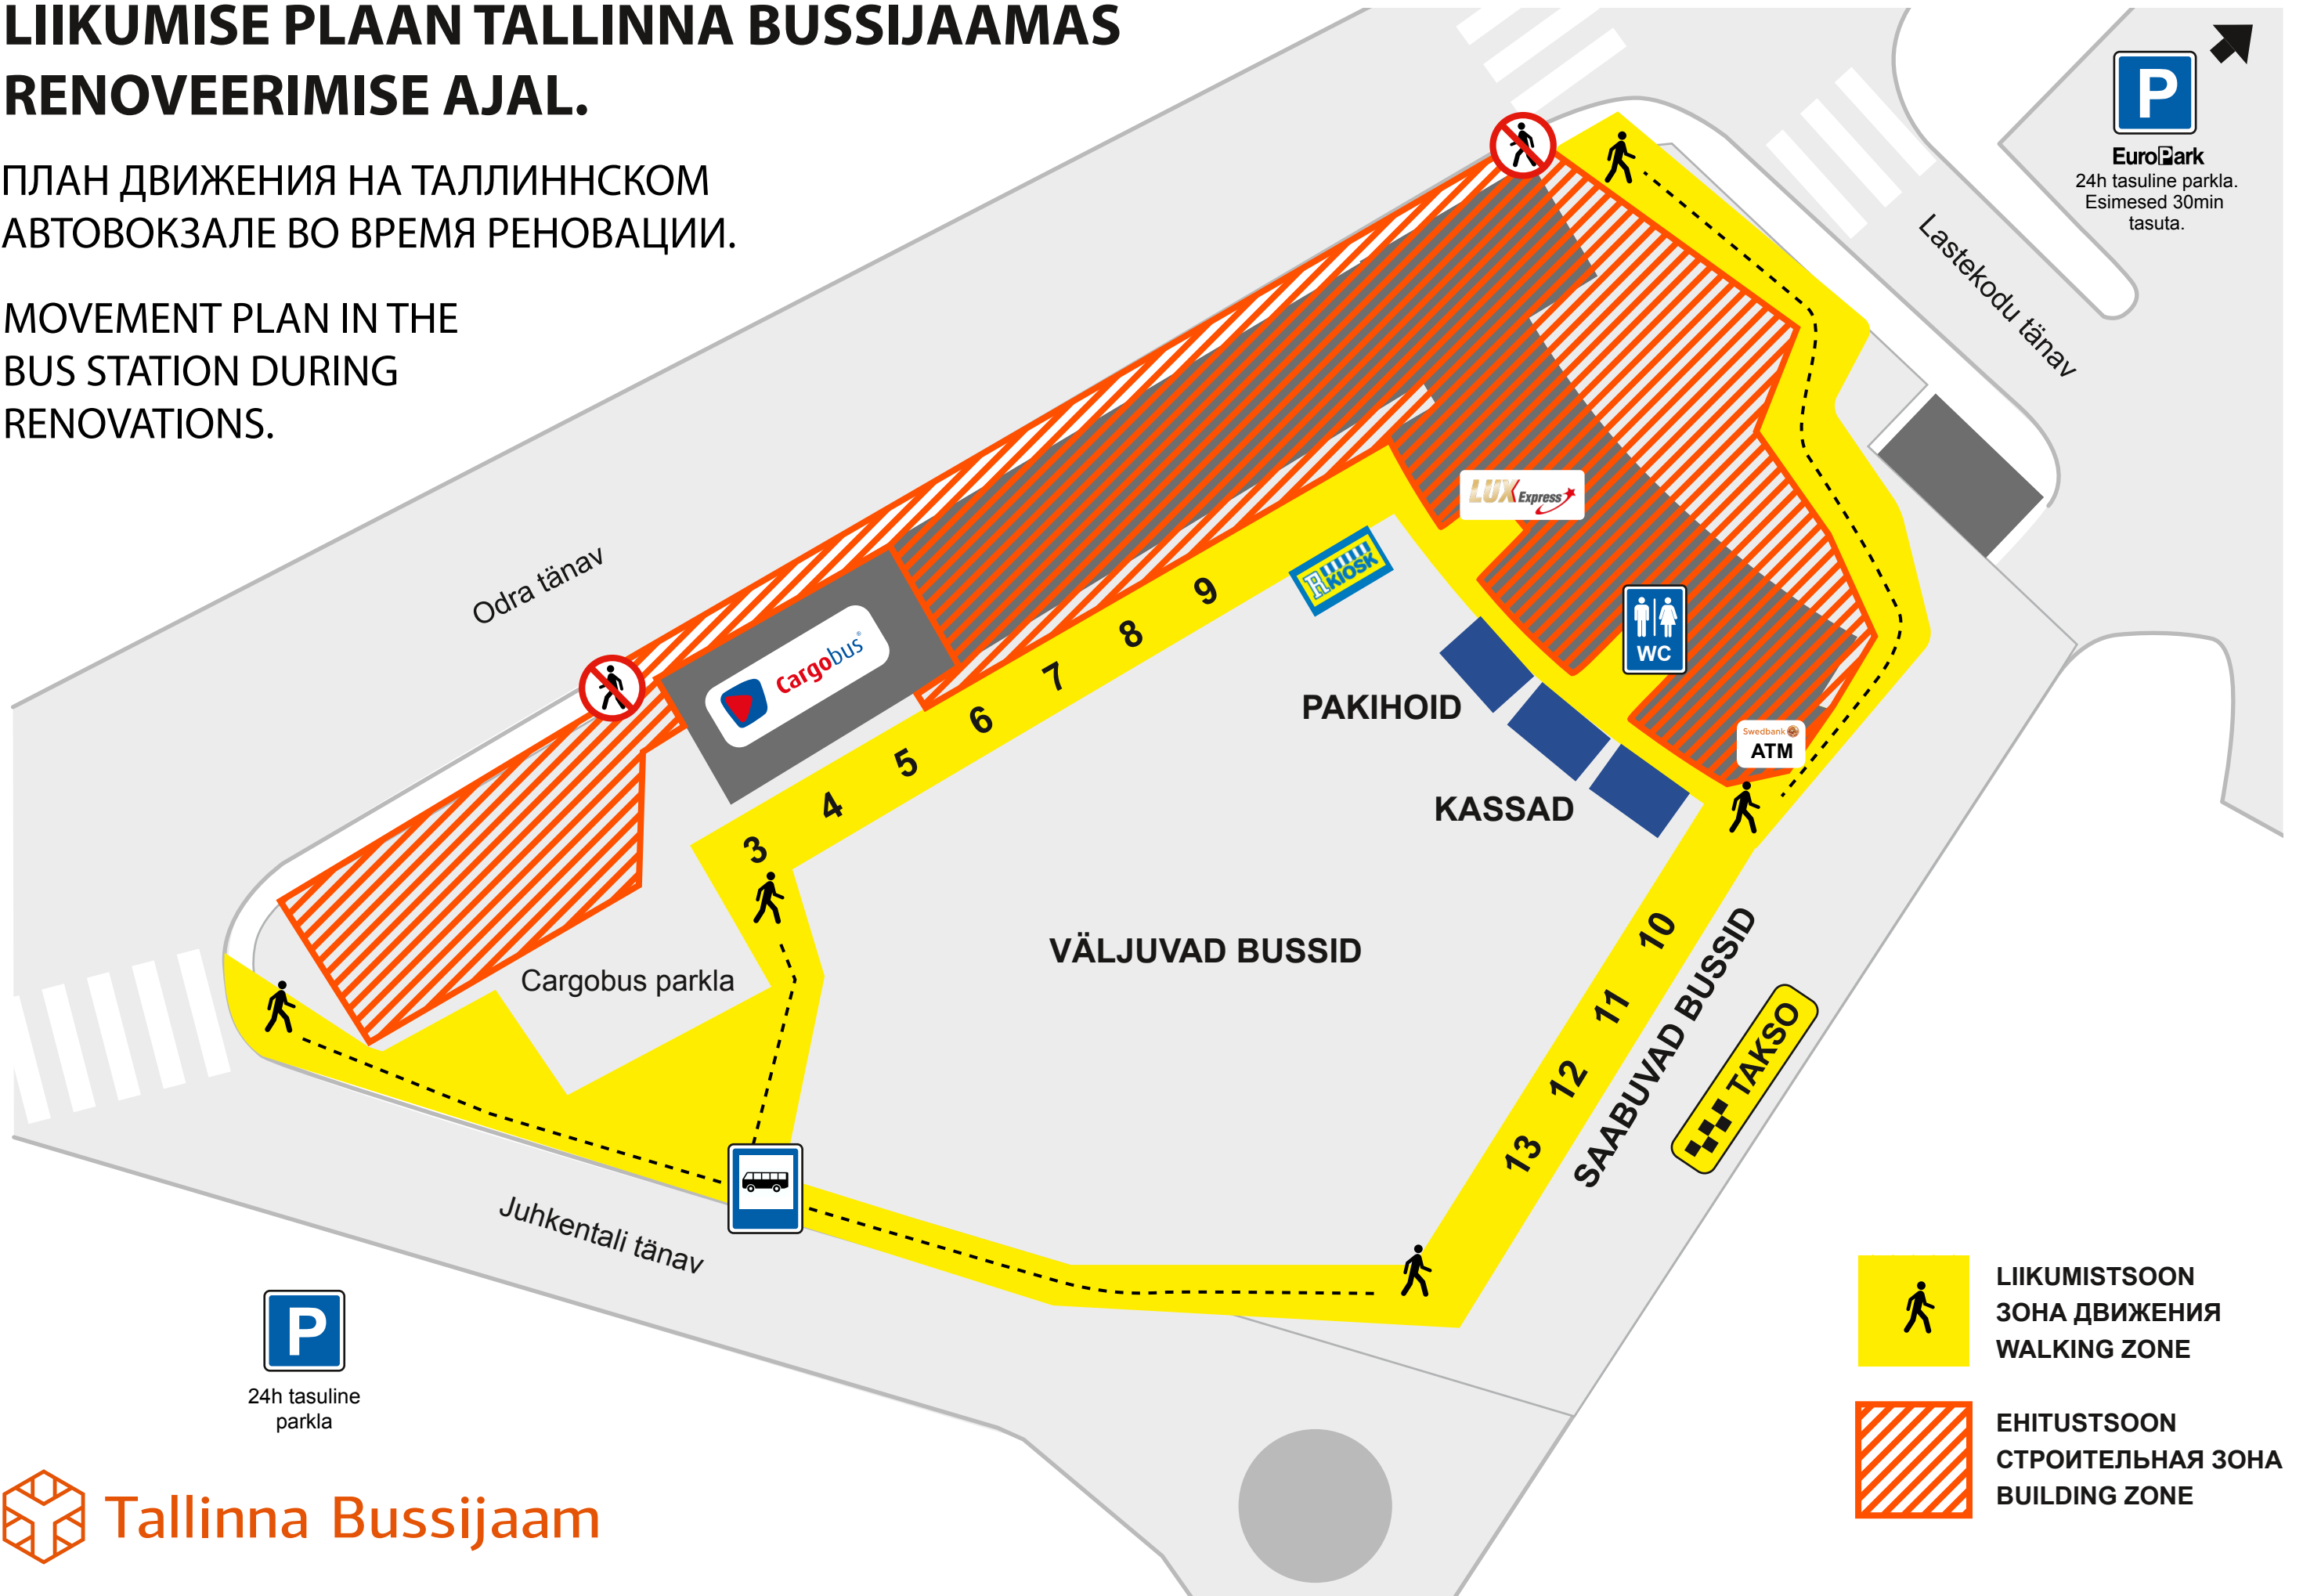 LIIKUMISE PLAAN TALLINNA BUSSIJAAMAS
RENOVEERIMISE AJAL.
ПЛАН ДВИЖЕНИЯ НА ТАЛЛИННСКОМ
АВТОВОКЗАЛЕ ВО ВРЕМЯ РЕНОВАЦИИ.
MOVEMENT PLAN IN THE
BUS STATION DURING
RENOVATIONS.
P
EuroPark
24h tasuline parkla.
Esimesed 30min
tasuta.
Lastekodu tänav
Odra tänav
LUX Express
R KIOSK
Cargobus®
WC
Swedbank
ATM
PAKIHOID
KASSAD
9
8
7
6
5
4
3
10
11
12
13
VÄLJUVAD BUSSID
SAABUVAD BUSSID
TAKSO
Cargobus parkla
Juhkentali tänav
P
24h tasuline
parkla
LIIKUMISTSOON
ЗОНА ДВИЖЕНИЯ
WALKING ZONE
EHITUSTSOON
СТРОИТЕЛЬНАЯ ЗОНА
BUILDING ZONE
Tallinna Bussijaam